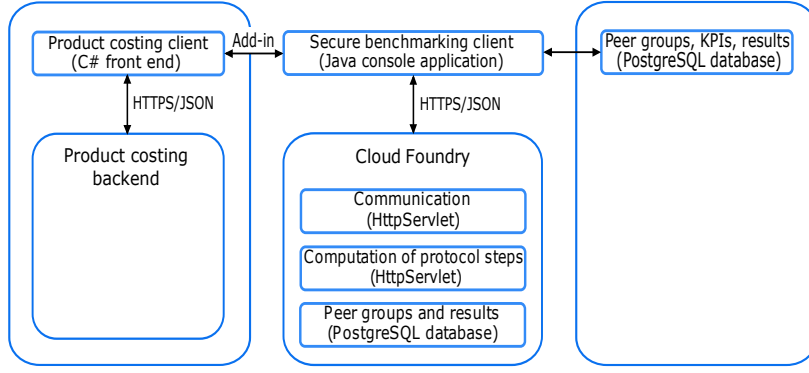 Product costing client
(C# front end)
Add-in
Secure benchmarking client
(Java console application)
Peer groups, KPIs, results
(PostgreSQL database)
HTTPS/JSON
HTTPS/JSON
Product costing
backend
Cloud Foundry
Communication
(HttpServlet)
Computation of protocol steps
(HttpServlet)
Peer groups and results
(PostgreSQL database)